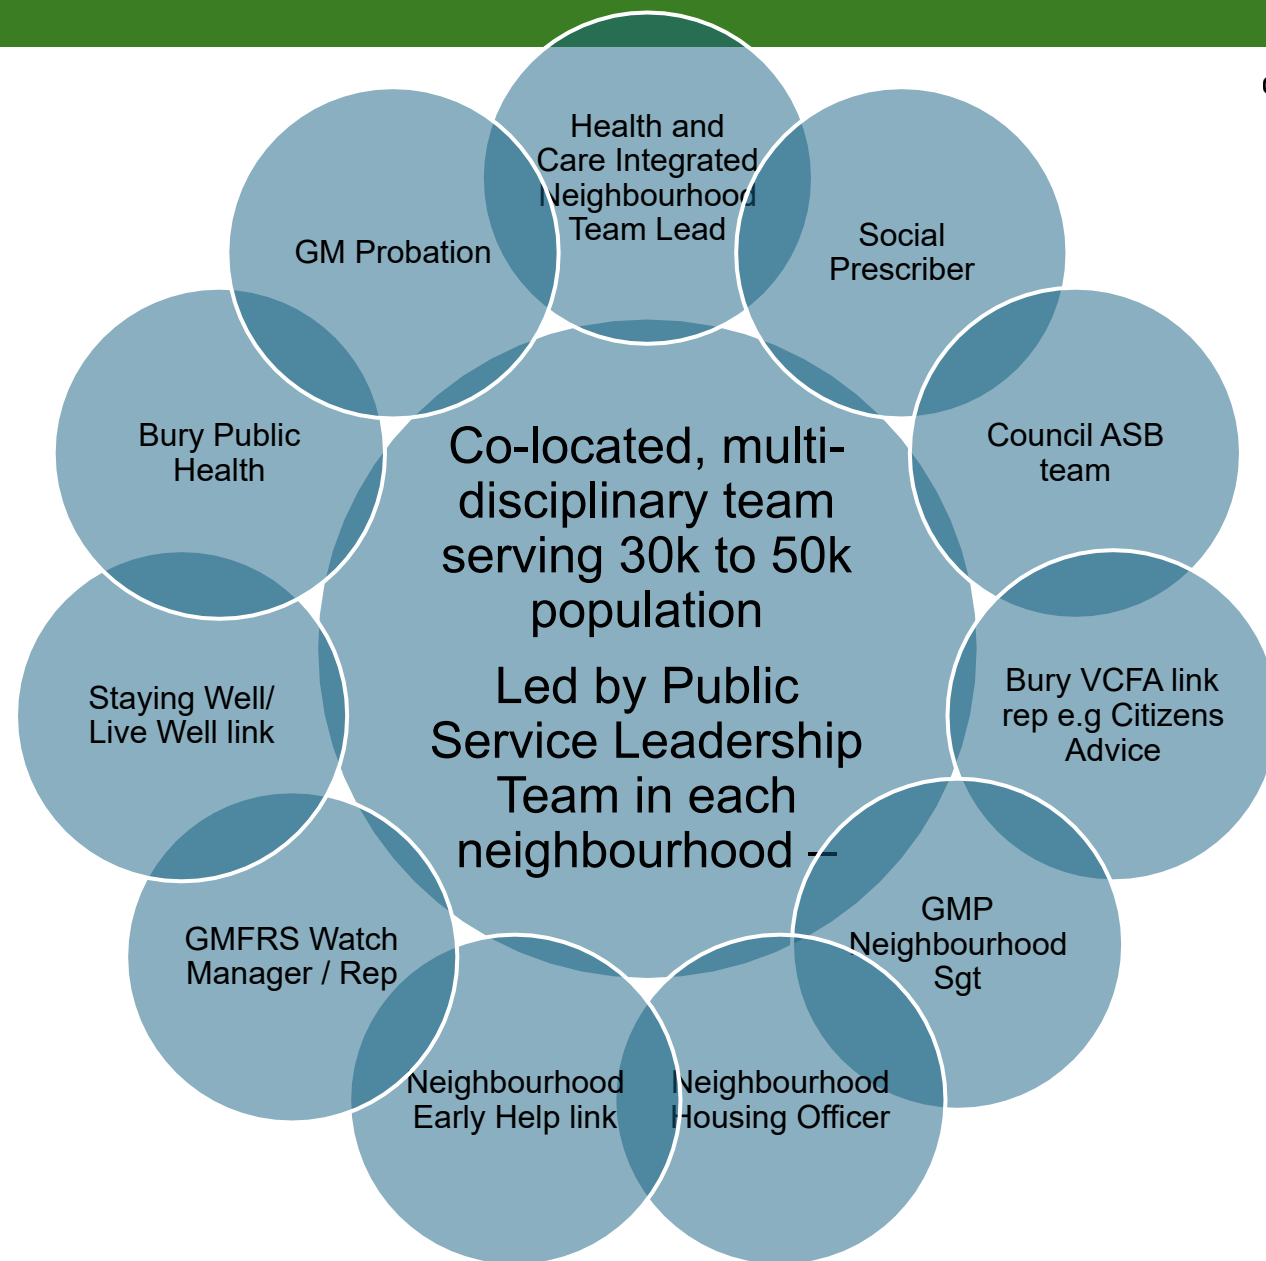 Health and
Care Integrated
Neighbourhood
Team Lead
Social
Prescriber
Council ASB
team
Bury VCFA link
rep e.g Citizens
Advice
GMP
Neighbourhood
Sgt
Neighbourhood
Housing Officer
Neighbourhood
Early Help link
GMFRS Watch
Manager / Rep
Staying Well/
Live Well link
Bury Public
Health
GM Probation
Co-located, multi-
disciplinary team
serving 30k to 50k
population
Led by Public
Service Leadership
Team in each
neighbourhood –